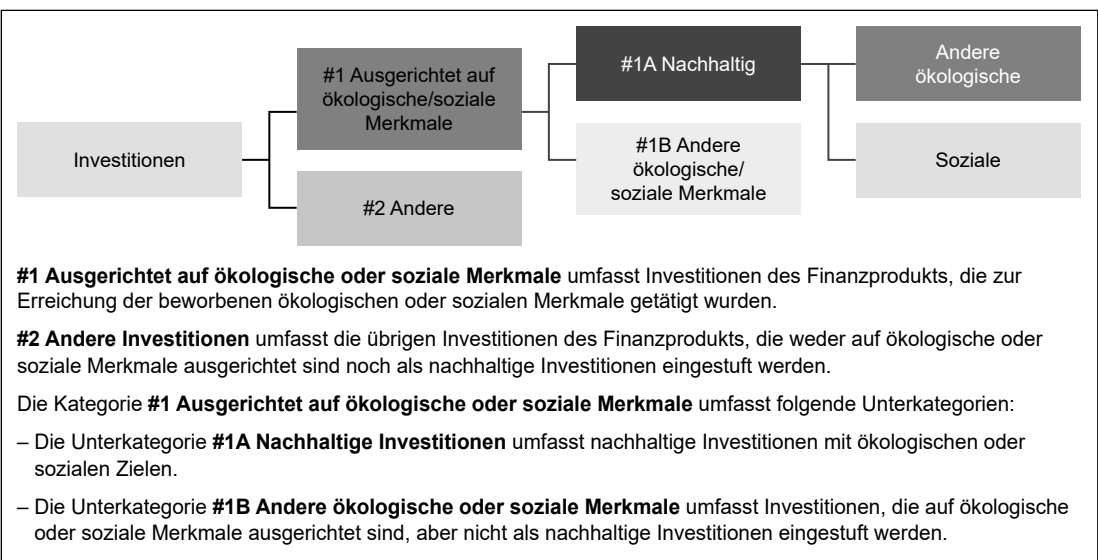 Investitionen
#1 Ausgerichtet auf
ökologische/soziale
Merkmale
#2 Andere
#1A Nachhaltig
#1B Andere
ökologische/
soziale Merkmale
Andere
ökologische
Soziale
#1 Ausgerichtet auf ökologische oder soziale Merkmale umfasst Investitionen des Finanzprodukts, die zur
Erreichung der beworbenen ökologischen oder sozialen Merkmale getätigt wurden.
#2 Andere Investitionen umfasst die übrigen Investitionen des Finanzprodukts, die weder auf ökologische oder
soziale Merkmale ausgerichtet sind noch als nachhaltige Investitionen eingestuft werden.
Die Kategorie #1 Ausgerichtet auf ökologische oder soziale Merkmale umfasst folgende Unterkategorien:
– Die Unterkategorie #1A Nachhaltige Investitionen umfasst nachhaltige Investitionen mit ökologischen oder
sozialen Zielen.
– Die Unterkategorie #1B Andere ökologische oder soziale Merkmale umfasst Investitionen, die auf ökologische
oder soziale Merkmale ausgerichtet sind, aber nicht als nachhaltige Investitionen eingestuft werden.